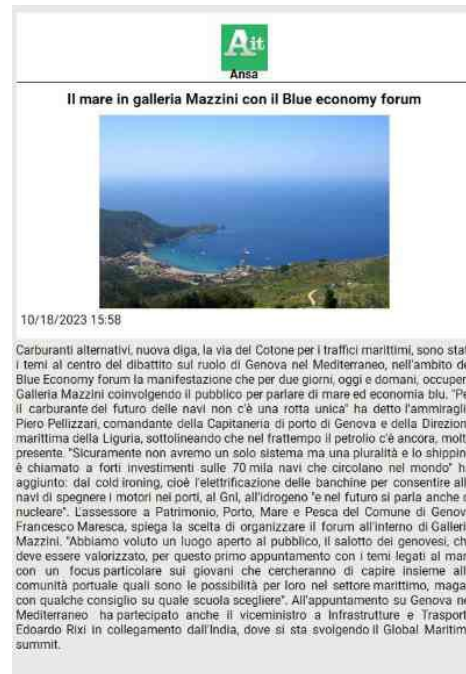 Ait
Ansa
Il mare in galleria Mazzini con il Blue economy forum
10/18/2023 15:58
Carburanti alternativi, nuova diga, la via del Cotone per i traffici marittimi, sono stat
i temi al centro del dibattito sul ruolo di Genova nel Mediterraneo, nell'ambito de
Blue Economy forum la manifestazione che per due giorni, oggi e domani, occuper
Galleria Mazzini coinvolgendo il pubblico per parlare di mare ed economia blu. "Pe
il carburante del futuro delle navi non c'è una rotta unica" ha detto l'ammiragli
Piero Pellizzari, comandante della Capitaneria di porto di Genova e della Direzion
marittima della Liguria, sottolineando che nel frattempo il petrolio c'è ancora, molt
presente. "Sicuramente non avremo un solo sistema ma una pluralità e lo shippin
è chiamato a forti investimenti sulle 70 mila navi che circolano nel mondo" h
aggiunto: dal cold ironing, cioè l'elettrificazione delle banchine per consentire all
navi di spegnere i motori nei porti, al Gnl, all'idrogeno "e nel futuro si parla anche d
nucleare". L'assessore a Patrimonio, Porto, Mare e Pesca del Comune di Genov
Francesco Maresca, spiega la scelta di organizzare il forum all'interno di Galleri
Mazzini. "Abbiamo voluto un luogo aperto al pubblico, il salotto dei genovesi, ch
deve essere valorizzato, per questo primo appuntamento con i temi legati al mar
con un focus particolare sui giovani che cercheranno di capire insieme all
comunità portuale quali sono le possibilità per loro nel settore marittimo, maga
con qualche consiglio su quale scuola scegliere". All'appuntamento su Genova ne
Mediterraneo ha partecipato anche il viceministro a Infrastrutture e Trasport
Edoardo Rixi in collegamento dall'India, dove si sta svolgendo il Global Maritim
summit.